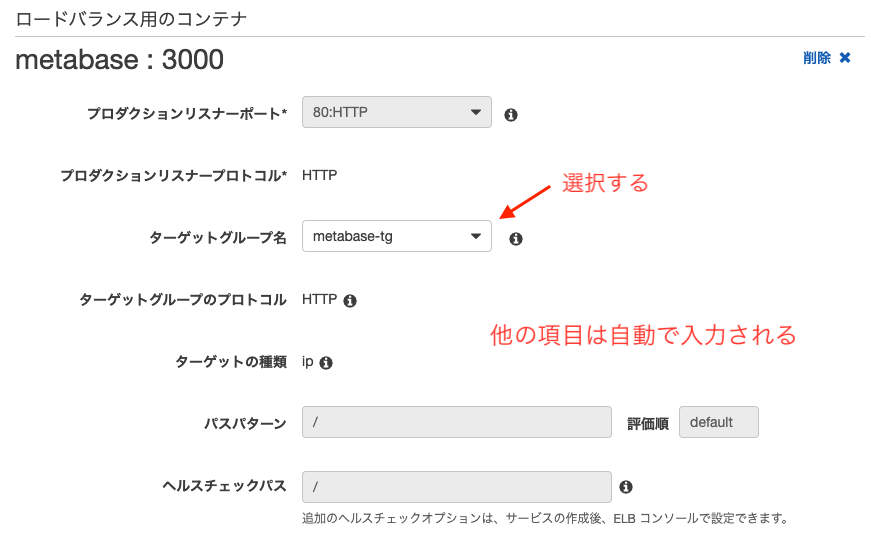 ロードバランス用のコンテナ
metabase : 3000 削除 ✖
プロダクションリスナーポート* 80:HTTP
プロダクションリスナープロトコル* HTTP
選択する
ターゲットグループ名 metabase-tg
ターゲットグループのプロトコル HTTP
他の項目は自動で入力される
ターゲットの種類 ip
パスパターン / 評価順 default
ヘルスチェックパス /
追加のヘルスチェックオプションは、サービスの作成後、ELB コンソールで設定できます。